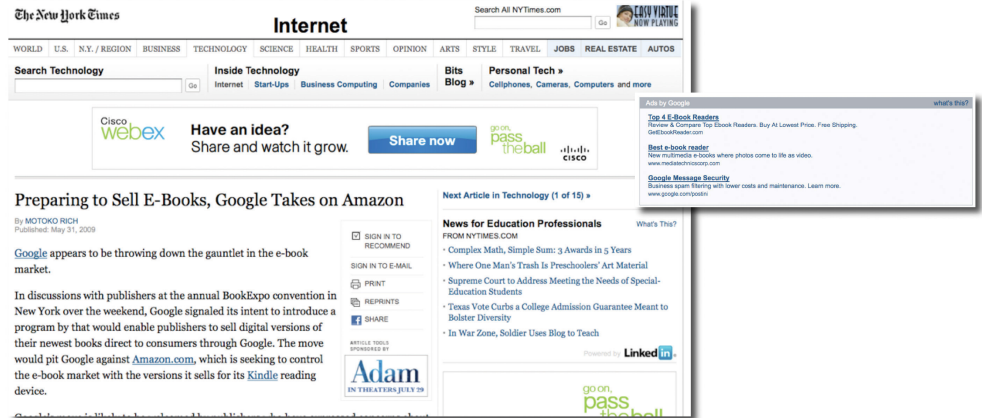 The New York Times
Internet
Search All NYTimes.com
Go
EASY VIRTUE
NOW PLAYING
WORLD U.S. N.Y. / REGION BUSINESS TECHNOLOGY SCIENCE HEALTH SPORTS OPINION ARTS STYLE TRAVEL JOBS REAL ESTATE AUTOS
Search Technology
Go
Inside Technology
Internet Start-Ups Business Computing Companies
Bits
Blog »
Personal Tech »
Cellphones, Cameras, Computers and more
Cisco
webex
Have an idea?
Share and watch it grow.
Share now
go on,
pass
theball
CISCO
Ads by Google
what's this?
Top 4 E-Book Readers
Review & Compare Top Ebook Readers. Buy At Lowest Price. Free Shipping.
GetEbookReader.com
Best e-book reader
New multimedia e-books where photos come to life as video.
www.mediatechnicscorp.com
Google Message Security
Business spam filtering with lower costs and maintenance. Learn more.
www.google.com/postini
Preparing to Sell E-Books, Google Takes on Amazon
By MOTOKO RICH
Published: May 31, 2009
Google appears to be throwing down the gauntlet in the e-book
market.
In discussions with publishers at the annual BookExpo convention in
New York over the weekend, Google signaled its intent to introduce a
program by that would enable publishers to sell digital versions of
their newest books direct to consumers through Google. The move
would pit Google against Amazon.com, which is seeking to control
the e-book market with the versions it sells for its Kindle reading
device.
SIGN IN TO
RECOMMEND
SIGN IN TO E-MAIL
PRINT
REPRINTS
SHARE
ARTICLE TOOLS
SPONSORED BY
Adam
IN THEATERS JULY 29
Next Article in Technology (1 of 15) »
News for Education Professionals
What's This?
FROM NYTIMES.COM
• Complex Math, Simple Sum: 3 Awards in 5 Years
• Where One Man's Trash Is Preschoolers' Art Material
• Supreme Court to Address Meeting the Needs of Special-
Education Students
• Texas Vote Curbs a College Admission Guarantee Meant to
Bolster Diversity
• In War Zone, Soldier Uses Blog to Teach
Powered by Linked in
go on,
pass